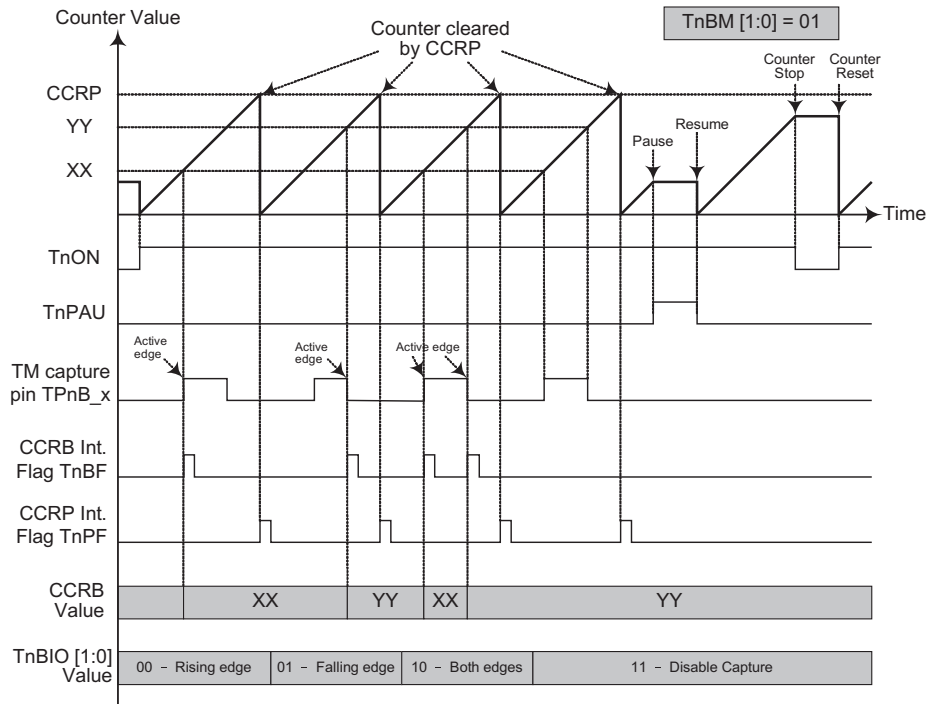 Counter Value
TnBM [1:0] = 01
Counter cleared
by CCRP
Counter
Stop
Counter
Reset
CCRP
YY
XX
Pause
Resume
Time
TnON
TnPAU
Active
edge
Active
edge
Active edge
TM capture
pin TPnB_x
CCRB Int.
Flag TnBF
CCRP Int.
Flag TnPF
CCRB
Value
XX
YY
XX
YY
TnBIO [1:0]
Value
00 – Rising edge
01 – Falling edge
10 – Both edges
11 – Disable Capture